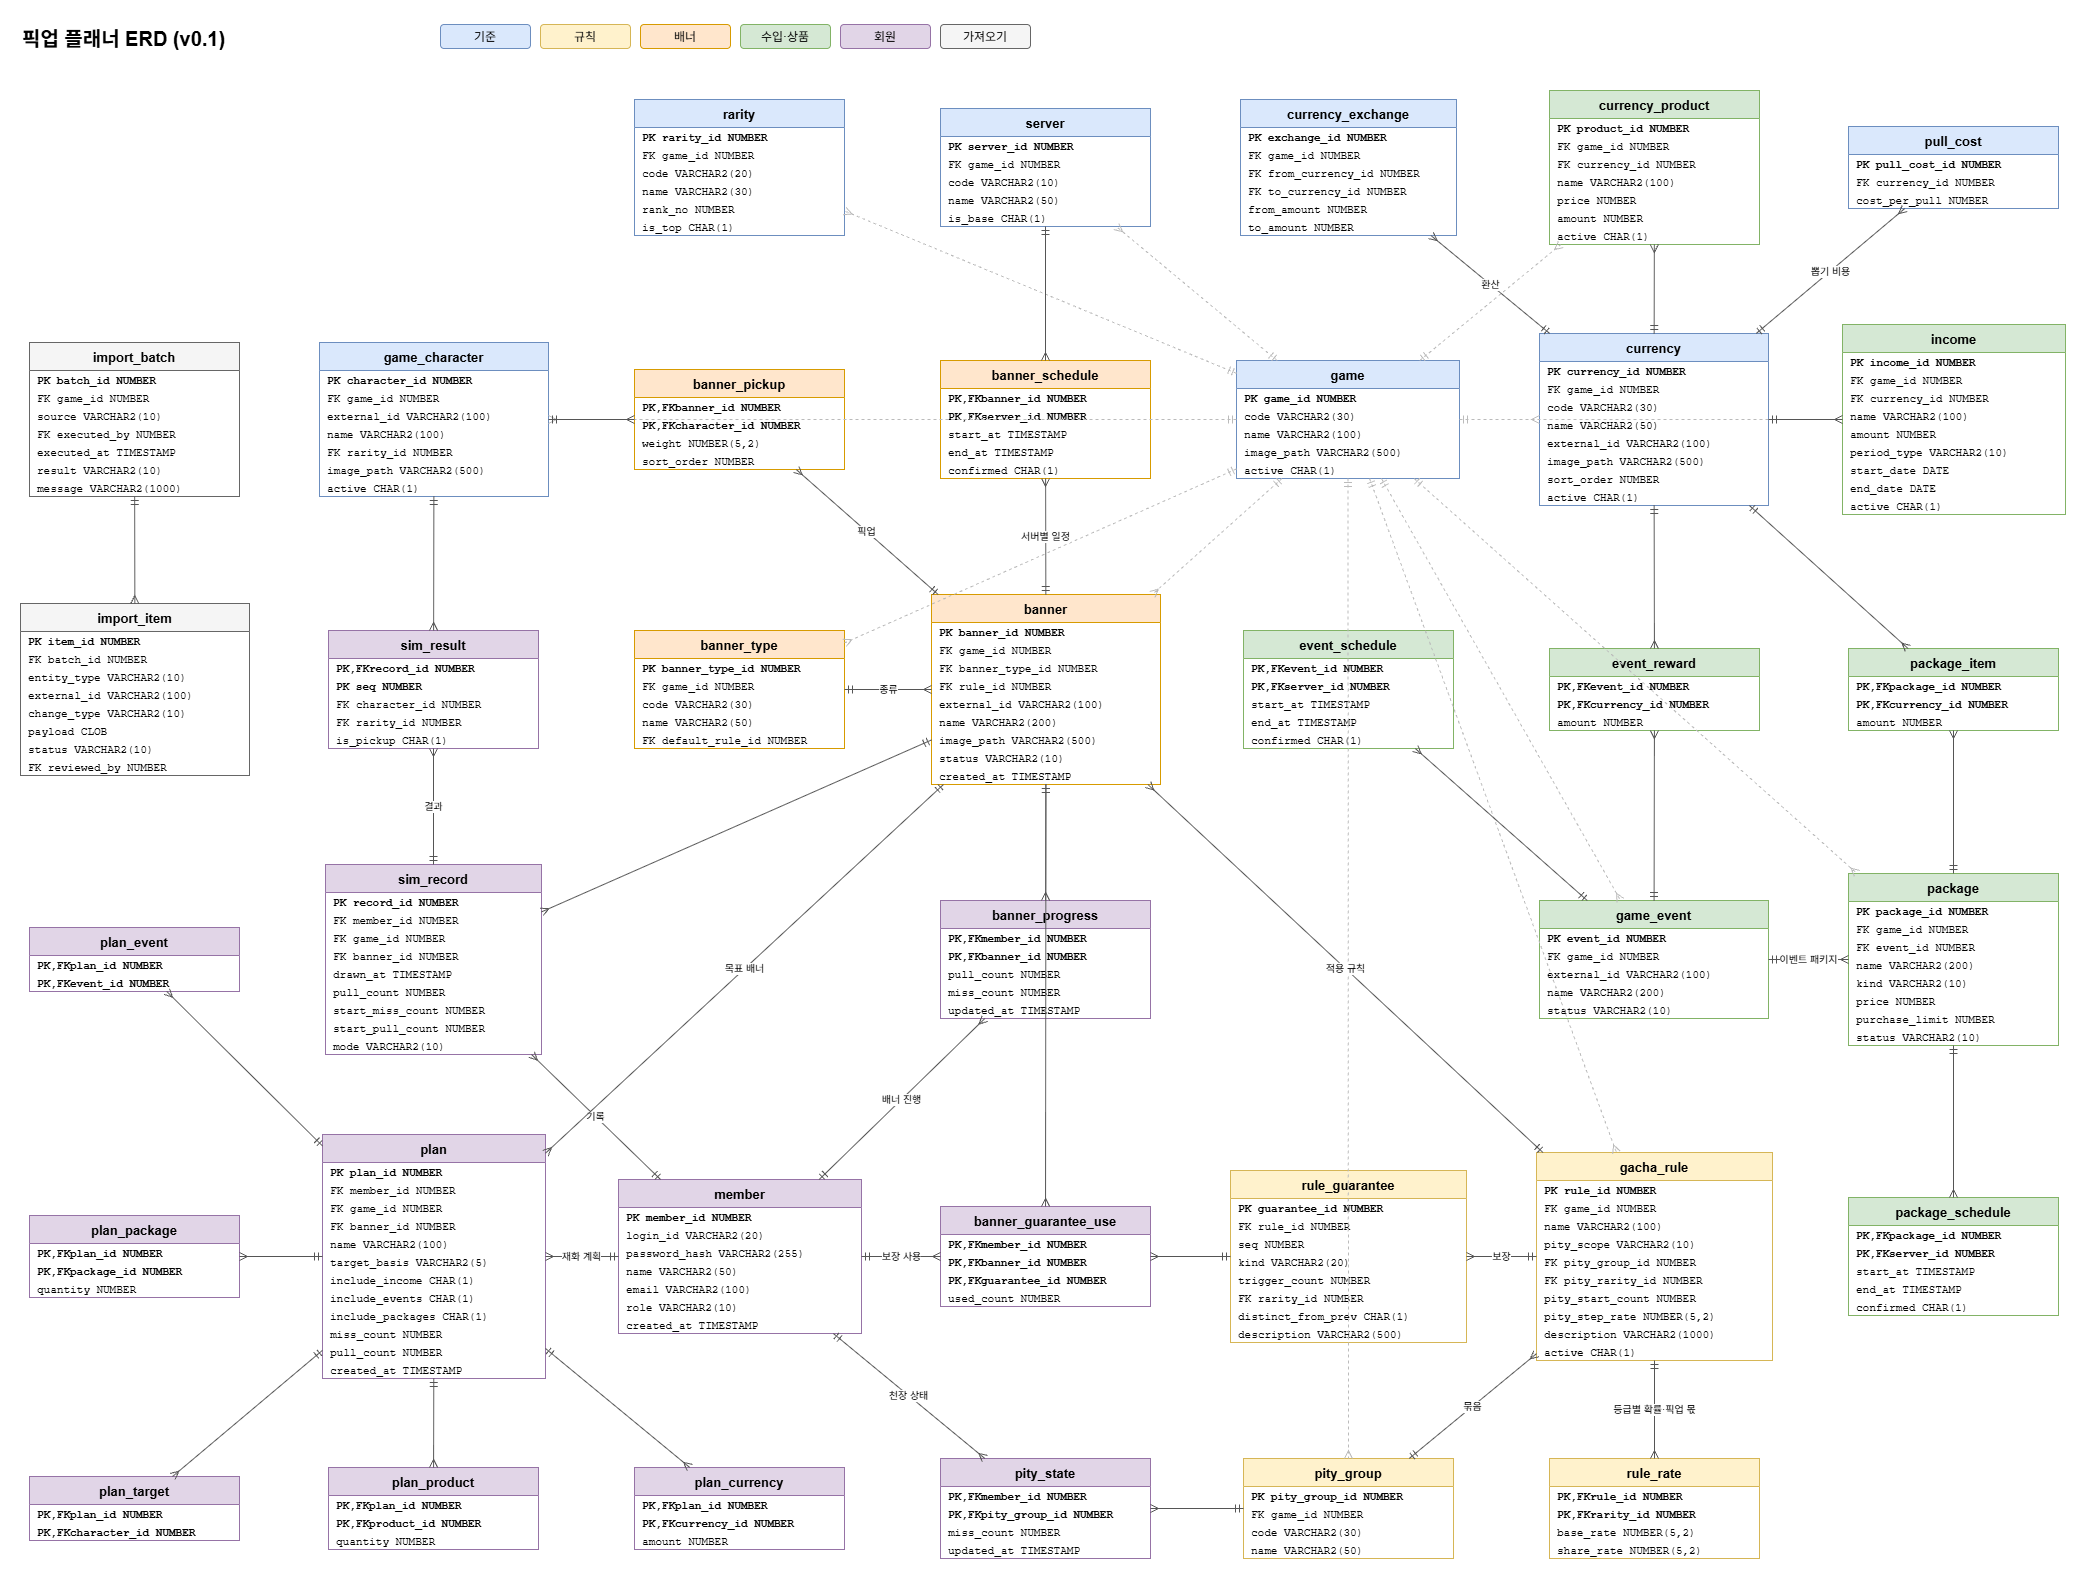 픽업 플래너 ERD (v0.1)
기준
규칙
배너
수입·상품
회원
가져오기
rarity
PK rarity_id NUMBER
FK game_id NUMBER
code VARCHAR2(20)
name VARCHAR2(30)
rank_no NUMBER
is_top CHAR(1)
server
PK server_id NUMBER
FK game_id NUMBER
code VARCHAR2(10)
name VARCHAR2(50)
is_base CHAR(1)
currency_exchange
PK exchange_id NUMBER
FK game_id NUMBER
FK from_currency_id NUMBER
FK to_currency_id NUMBER
from_amount NUMBER
to_amount NUMBER
currency_product
PK product_id NUMBER
FK game_id NUMBER
FK currency_id NUMBER
name VARCHAR2(100)
price NUMBER
amount NUMBER
active CHAR(1)
pull_cost
PK pull_cost_id NUMBER
FK currency_id NUMBER
cost_per_pull NUMBER
환산
뽑기 비용
import_batch
PK batch_id NUMBER
FK game_id NUMBER
source VARCHAR2(10)
FK executed_by NUMBER
executed_at TIMESTAMP
result VARCHAR2(10)
message VARCHAR2(1000)
game_character
PK character_id NUMBER
FK game_id NUMBER
external_id VARCHAR2(100)
name VARCHAR2(100)
FK rarity_id NUMBER
image_path VARCHAR2(500)
active CHAR(1)
banner_pickup
PK,FKbanner_id NUMBER
PK,FKcharacter_id NUMBER
weight NUMBER(5,2)
sort_order NUMBER
banner_schedule
PK,FKbanner_id NUMBER
PK,FKserver_id NUMBER
start_at TIMESTAMP
end_at TIMESTAMP
confirmed CHAR(1)
game
PK game_id NUMBER
code VARCHAR2(30)
name VARCHAR2(100)
image_path VARCHAR2(500)
active CHAR(1)
currency
PK currency_id NUMBER
FK game_id NUMBER
code VARCHAR2(30)
name VARCHAR2(50)
external_id VARCHAR2(100)
image_path VARCHAR2(500)
sort_order NUMBER
active CHAR(1)
income
PK income_id NUMBER
FK game_id NUMBER
FK currency_id NUMBER
name VARCHAR2(100)
amount NUMBER
period_type VARCHAR2(10)
start_date DATE
end_date DATE
active CHAR(1)
픽업
서버별 일정
import_item
PK item_id NUMBER
FK batch_id NUMBER
entity_type VARCHAR2(10)
external_id VARCHAR2(100)
change_type VARCHAR2(10)
payload CLOB
status VARCHAR2(10)
FK reviewed_by NUMBER
sim_result
PK,FKrecord_id NUMBER
PK seq NUMBER
FK character_id NUMBER
FK rarity_id NUMBER
is_pickup CHAR(1)
banner_type
PK banner_type_id NUMBER
FK game_id NUMBER
code VARCHAR2(30)
name VARCHAR2(50)
FK default_rule_id NUMBER
종류
banner
PK banner_id NUMBER
FK game_id NUMBER
FK banner_type_id NUMBER
FK rule_id NUMBER
external_id VARCHAR2(100)
name VARCHAR2(200)
image_path VARCHAR2(500)
status VARCHAR2(10)
created_at TIMESTAMP
event_schedule
PK,FKevent_id NUMBER
PK,FKserver_id NUMBER
start_at TIMESTAMP
end_at TIMESTAMP
confirmed CHAR(1)
event_reward
PK,FKevent_id NUMBER
PK,FKcurrency_id NUMBER
amount NUMBER
package_item
PK,FKpackage_id NUMBER
PK,FKcurrency_id NUMBER
amount NUMBER
결과
sim_record
PK record_id NUMBER
FK member_id NUMBER
FK game_id NUMBER
FK banner_id NUMBER
drawn_at TIMESTAMP
pull_count NUMBER
start_miss_count NUMBER
start_pull_count NUMBER
mode VARCHAR2(10)
plan_event
PK,FKplan_id NUMBER
PK,FKevent_id NUMBER
목표 배너
banner_progress
PK,FKmember_id NUMBER
PK,FKbanner_id NUMBER
pull_count NUMBER
miss_count NUMBER
updated_at TIMESTAMP
적용 규칙
game_event
PK event_id NUMBER
FK game_id NUMBER
external_id VARCHAR2(100)
name VARCHAR2(200)
status VARCHAR2(10)
이벤트 패키지
package
PK package_id NUMBER
FK game_id NUMBER
FK event_id NUMBER
name VARCHAR2(200)
kind VARCHAR2(10)
price NUMBER
purchase_limit NUMBER
status VARCHAR2(10)
기록
배너 진행
plan
PK plan_id NUMBER
FK member_id NUMBER
FK game_id NUMBER
FK banner_id NUMBER
name VARCHAR2(100)
target_basis VARCHAR2(5)
include_income CHAR(1)
include_events CHAR(1)
include_packages CHAR(1)
miss_count NUMBER
pull_count NUMBER
created_at TIMESTAMP
plan_package
PK,FKplan_id NUMBER
PK,FKpackage_id NUMBER
quantity NUMBER
재화 계획
member
PK member_id NUMBER
login_id VARCHAR2(20)
password_hash VARCHAR2(255)
name VARCHAR2(50)
email VARCHAR2(100)
role VARCHAR2(10)
created_at TIMESTAMP
보장 사용
banner_guarantee_use
PK,FKmember_id NUMBER
PK,FKbanner_id NUMBER
PK,FKguarantee_id NUMBER
used_count NUMBER
rule_guarantee
PK guarantee_id NUMBER
FK rule_id NUMBER
seq NUMBER
kind VARCHAR2(20)
trigger_count NUMBER
FK rarity_id NUMBER
distinct_from_prev CHAR(1)
description VARCHAR2(500)
보장
gacha_rule
PK rule_id NUMBER
FK game_id NUMBER
name VARCHAR2(100)
pity_scope VARCHAR2(10)
FK pity_group_id NUMBER
FK pity_rarity_id NUMBER
pity_start_count NUMBER
pity_step_rate NUMBER(5,2)
description VARCHAR2(1000)
active CHAR(1)
package_schedule
PK,FKpackage_id NUMBER
PK,FKserver_id NUMBER
start_at TIMESTAMP
end_at TIMESTAMP
confirmed CHAR(1)
천장 상태
묶음
등급별 확률·픽업 몫
plan_target
PK,FKplan_id NUMBER
PK,FKcharacter_id NUMBER
plan_product
PK,FKplan_id NUMBER
PK,FKproduct_id NUMBER
quantity NUMBER
plan_currency
PK,FKplan_id NUMBER
PK,FKcurrency_id NUMBER
amount NUMBER
pity_state
PK,FKmember_id NUMBER
PK,FKpity_group_id NUMBER
miss_count NUMBER
updated_at TIMESTAMP
pity_group
PK pity_group_id NUMBER
FK game_id NUMBER
code VARCHAR2(30)
name VARCHAR2(50)
rule_rate
PK,FKrule_id NUMBER
PK,FKrarity_id NUMBER
base_rate NUMBER(5,2)
share_rate NUMBER(5,2)